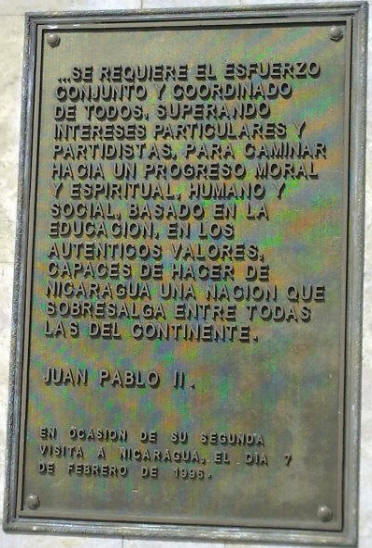 ...SE REQUIERE EL ESFUERZO
CONJUNTO Y COORDINADO
DE TODOS, SUPERANDO
INTERESES PARTICULARES Y
PARTIDISTAS, PARA CAMINAR
HACIA UN PROGRESO MORAL
Y ESPIRITUAL, HUMANO Y
SOCIAL, BASADO EN LA
EDUCACION, EN LOS
AUTENTICOS VALORES,
CAPACES DE HACER DE
NICARAGUA UNA NACION QUE
SOBRESALGA ENTRE TODAS
LAS DEL CONTINENTE.
JUAN PABLO II.
EN OCASION DE SU SEGUNDA
VISITA A NICARAGUA, EL DIA 7
DE FEBRERO DE 1996.